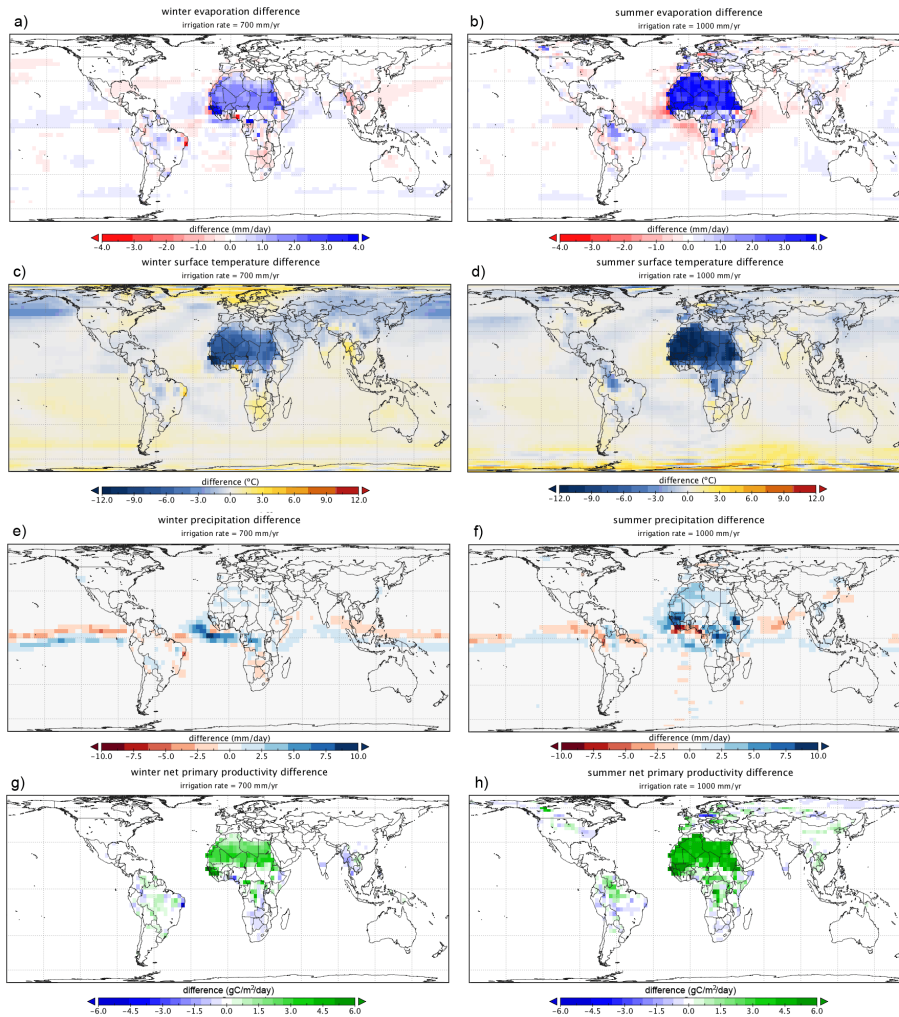 a)
winter evaporation difference
irrigation rate = 700 mm/yr
difference (mm/day)
−4.0 −3.0 −2.0 −1.0 0.0 1.0 2.0 3.0 4.0
b)
summer evaporation difference
irrigation rate = 1000 mm/yr
difference (mm/day)
−4.0 −3.0 −2.0 −1.0 0.0 1.0 2.0 3.0 4.0
c)
winter surface temperature difference
irrigation rate = 700 mm/yr
difference (°C)
−12.0 −9.0 −6.0 −3.0 0.0 3.0 6.0 9.0 12.0
d)
summer surface temperature difference
irrigation rate = 1000 mm/yr
difference (°C)
−12.0 −9.0 −6.0 −3.0 0.0 3.0 6.0 9.0 12.0
e)
winter precipitation difference
irrigation rate = 700 mm/yr
difference (mm/day)
−10.0 −7.5 −5.0 −2.5 0.0 2.5 5.0 7.5 10.0
f)
summer precipitation difference
irrigation rate = 1000 mm/yr
difference (mm/day)
−10.0 −7.5 −5.0 −2.5 0.0 2.5 5.0 7.5 10.0
g)
winter net primary productivity difference
irrigation rate = 700 mm/yr
difference (gC/m²/day)
−6.0 −4.5 −3.0 −1.5 0.0 1.5 3.0 4.5 6.0
h)
summer net primary productivity difference
irrigation rate = 1000 mm/yr
difference (gC/m²/day)
−6.0 −4.5 −3.0 −1.5 0.0 1.5 3.0 4.5 6.0